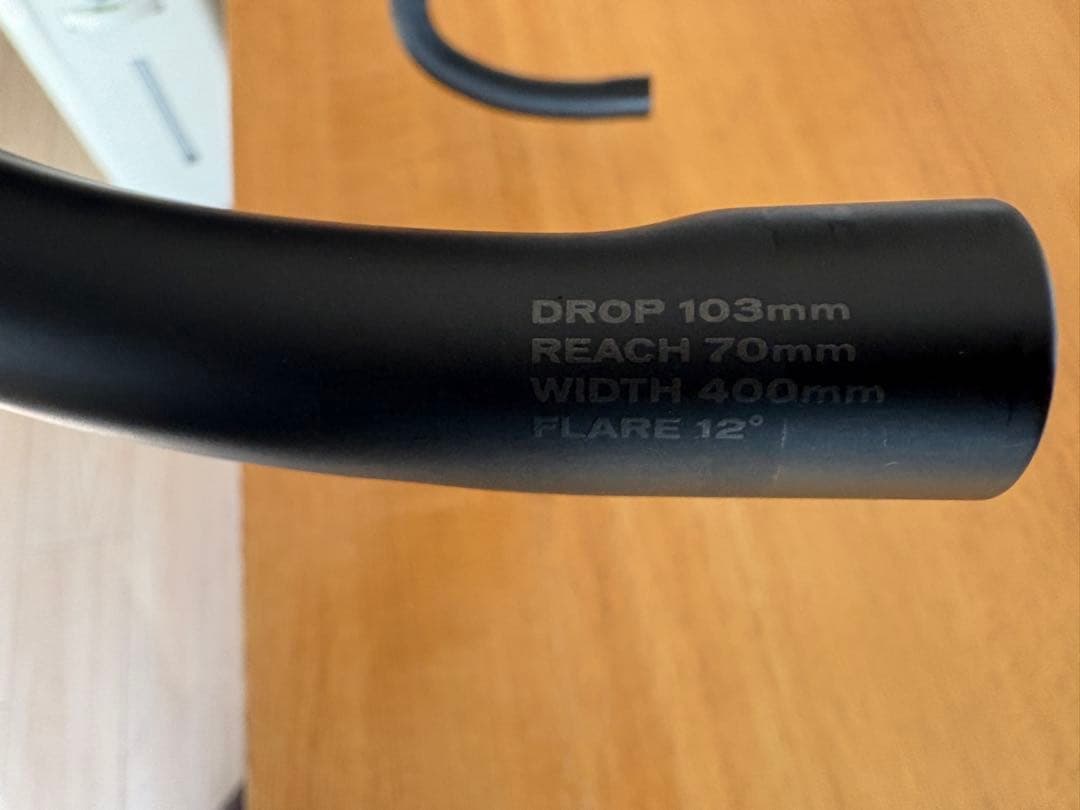 DROP 103mm
REACH 70mm
WIDTH 400mm
FLARE 12°